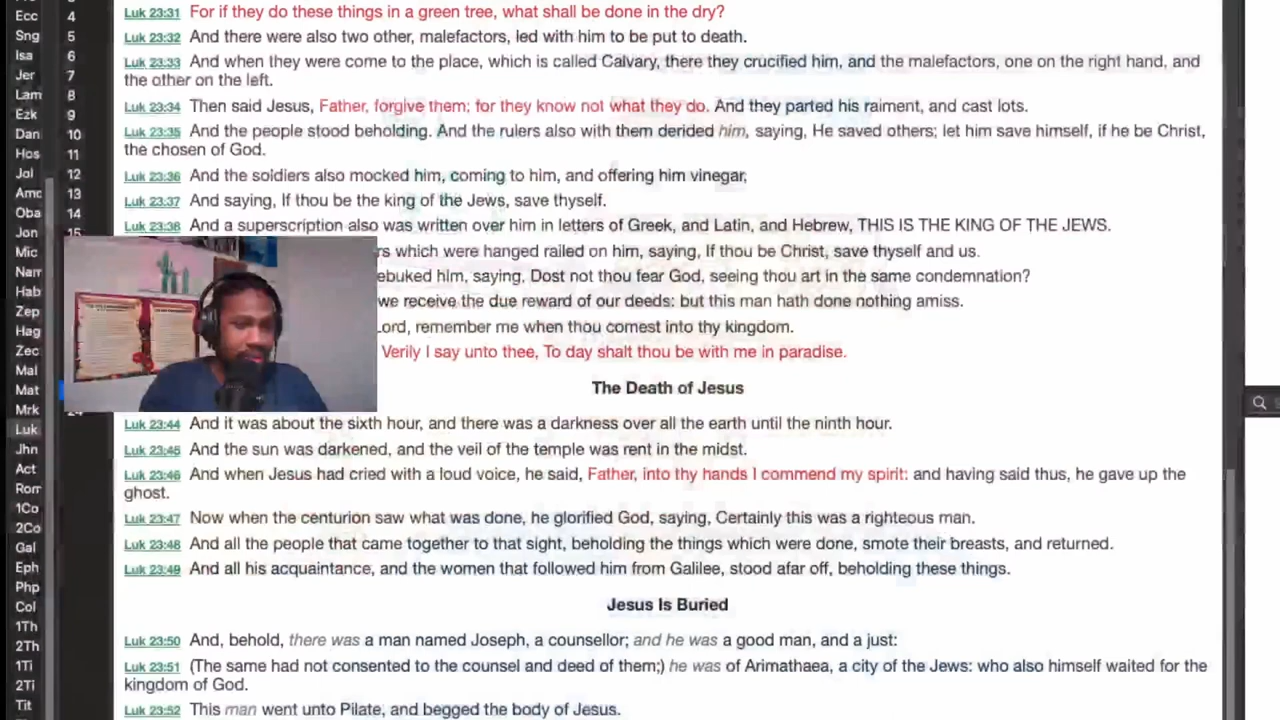 Ecc 4
Sng 5
Isa 6
Jer 7
Lam 8
Ezk 9
Dan 10
Hos 11
Jol 12
Amo 13
Oba 14
Jon 15
Mic
Nam
Hab
Zep
Hag
Zec
Mal
Mat
Mrk
Luk
Jhn
Act
Rom
1Co
2Co
Gal
Eph
Php
Col
1Th
2Th
1Ti
2Ti
Tit
Luk 23:31 For if they do these things in a green tree, what shall be done in the dry?
Luk 23:32 And there were also two other, malefactors, led with him to be put to death.
Luk 23:33 And when they were come to the place, which is called Calvary, there they crucified him, and the malefactors, one on the right hand, and
the other on the left.
Luk 23:34 Then said Jesus, Father, forgive them; for they know not what they do. And they parted his raiment, and cast lots.
Luk 23:35 And the people stood beholding. And the rulers also with them derided him, saying, He saved others; let him save himself, if he be Christ,
the chosen of God.
Luk 23:36 And the soldiers also mocked him, coming to him, and offering him vinegar,
Luk 23:37 And saying, If thou be the king of the Jews, save thyself.
Luk 23:38 And a superscription also was written over him in letters of Greek, and Latin, and Hebrew, THIS IS THE KING OF THE JEWS.
rs which were hanged railed on him, saying, If thou be Christ, save thyself and us.
ebuked him, saying, Dost not thou fear God, seeing thou art in the same condemnation?
we receive the due reward of our deeds: but this man hath done nothing amiss.
Lord, remember me when thou comest into thy kingdom.
Verily I say unto thee, To day shalt thou be with me in paradise.
The Death of Jesus
Luk 23:44 And it was about the sixth hour, and there was a darkness over all the earth until the ninth hour.
Luk 23:45 And the sun was darkened, and the veil of the temple was rent in the midst.
Luk 23:46 And when Jesus had cried with a loud voice, he said, Father, into thy hands I commend my spirit: and having said thus, he gave up the
ghost.
Luk 23:47 Now when the centurion saw what was done, he glorified God, saying, Certainly this was a righteous man.
Luk 23:48 And all the people that came together to that sight, beholding the things which were done, smote their breasts, and returned.
Luk 23:49 And all his acquaintance, and the women that followed him from Galilee, stood afar off, beholding these things.
Jesus Is Buried
Luk 23:50 And, behold, there was a man named Joseph, a counsellor; and he was a good man, and a just:
Luk 23:51 (The same had not consented to the counsel and deed of them;) he was of Arimathaea, a city of the Jews: who also himself waited for the
kingdom of God.
Luk 23:52 This man went unto Pilate, and begged the body of Jesus.